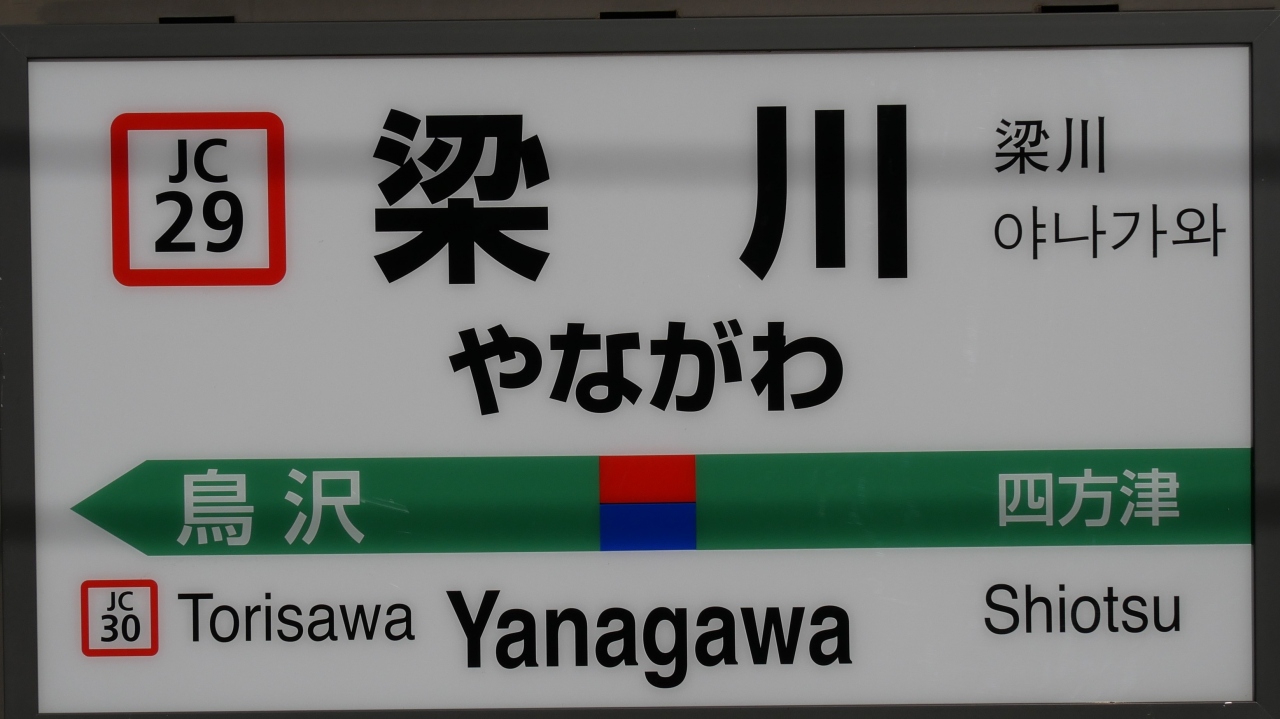 JC
29
梁川
梁川
야나가와
やながわ
鳥沢
四方津
JC
30
Torisawa
Yanagawa
Shiotsu